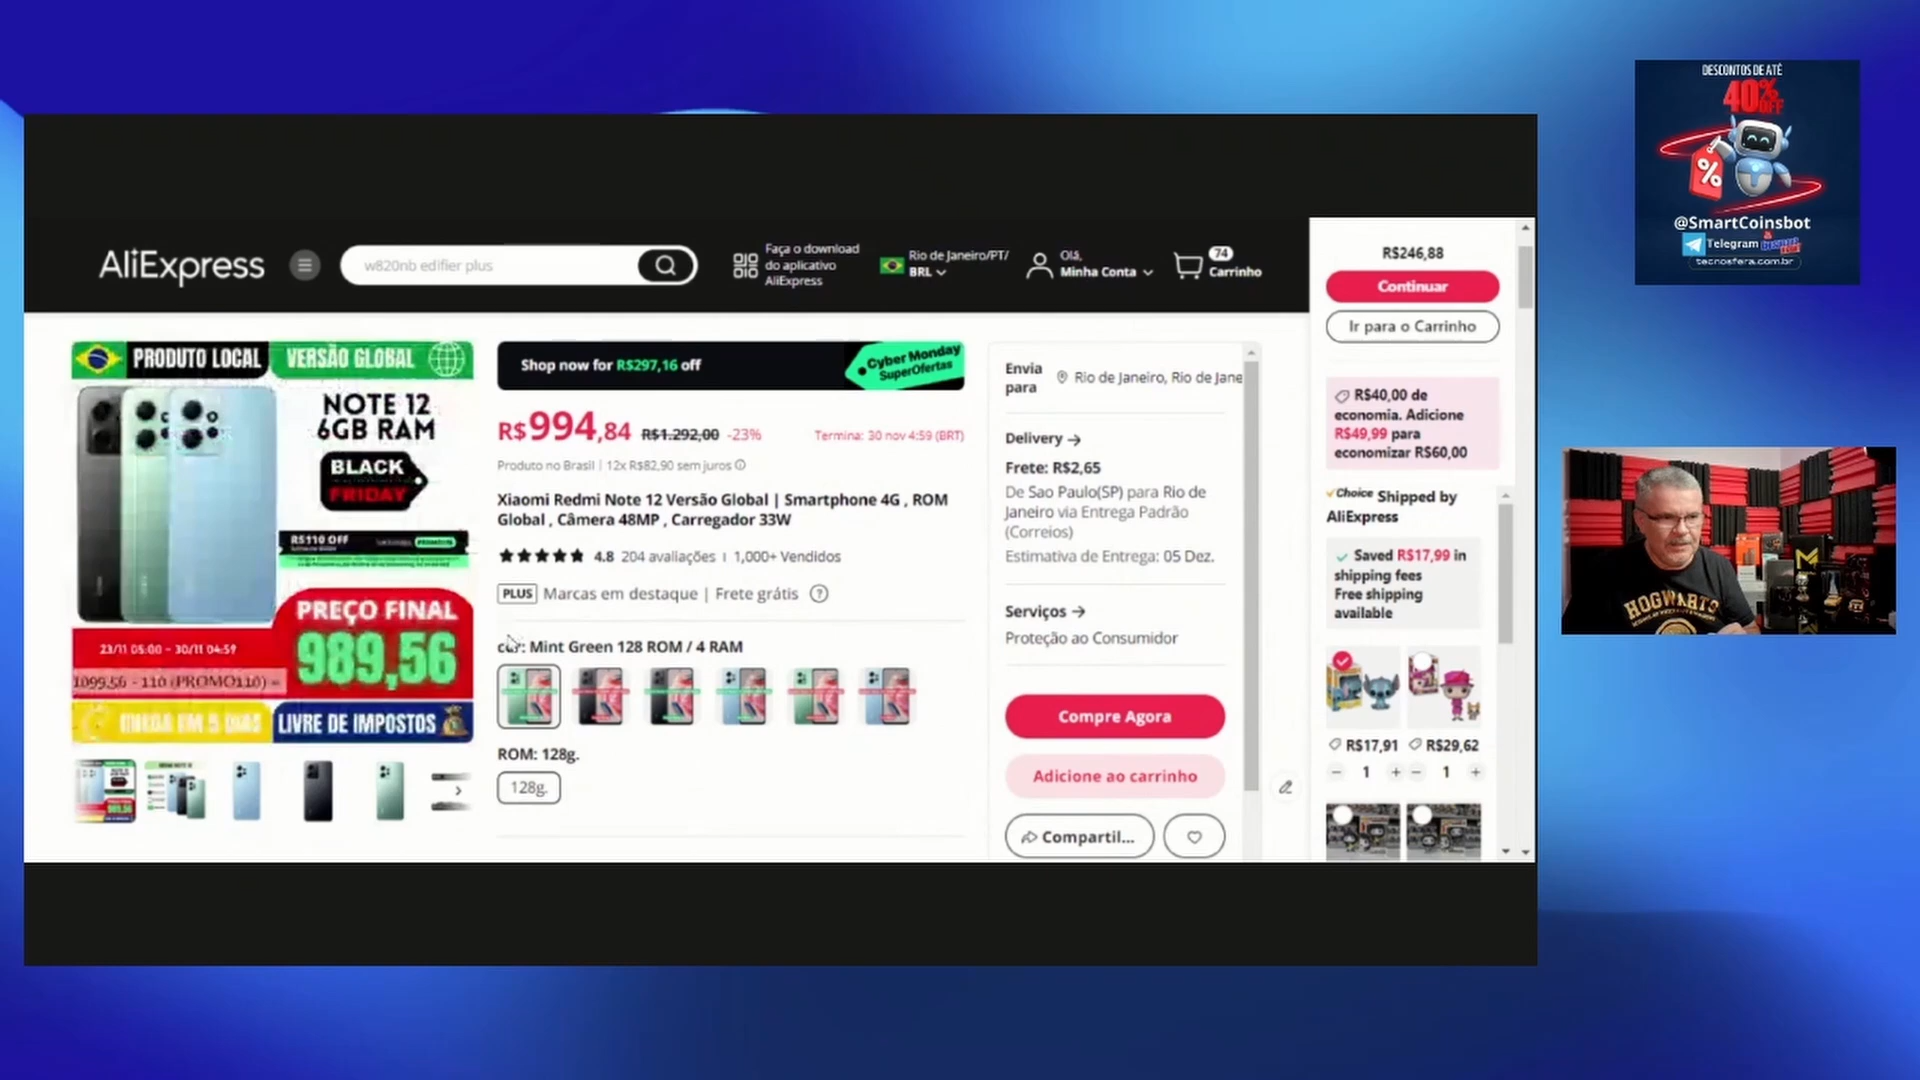 DESCONTOS DE ATÉ
40%
OFF
%
@SmartCoinsbot
Telegram
tecnosfera.com.br
AliExpress
w820nb edifier plus
Faça o download
do aplicativo
AliExpress
Rio de Janeiro/PT/
BRL
Olá,
Minha Conta
74
Carrinho
PRODUTO LOCAL
VERSÃO GLOBAL
NOTE 12
6GB RAM
BLACK
FRIDAY
R$110 OFF
PREÇO FINAL
989,56
23/11 05:00 - 30/11 04:59
1099,56 - 110 (PROMO110) =
CHEGA EM 5 DIAS
LIVRE DE IMPOSTOS
Shop now for R$297,16 off
Cyber Monday
SuperOfertas
R$994,84 R$1.292,00 -23%
Termina: 30 nov 4:59 (BRT)
Produto no Brasil | 12x R$82,90 sem juros
Xiaomi Redmi Note 12 Versão Global | Smartphone 4G , ROM
Global , Câmera 48MP , Carregador 33W
4.8 204 avaliações | 1,000+ Vendidos
PLUS Marcas em destaque | Frete grátis ?
cor: Mint Green 128 ROM / 4 RAM
ROM: 128g.
128g.
Envia
para
Rio de Janeiro, Rio de Jane
Delivery →
Frete: R$2,65
De Sao Paulo(SP) para Rio de
Janeiro via Entrega Padrão
(Correios)
Estimativa de Entrega: 05 Dez.
Serviços →
Proteção ao Consumidor
Compre Agora
Adicione ao carrinho
Compartil...
R$246,88
Continuar
Ir para o Carrinho
R$40,00 de
economia. Adicione
R$49,99 para
economizar R$60,00
Choice Shipped by
AliExpress
Saved R$17,99 in
shipping fees
Free shipping
available
R$17,91 R$29,62
− 1 + − 1 +
HOGWARTS